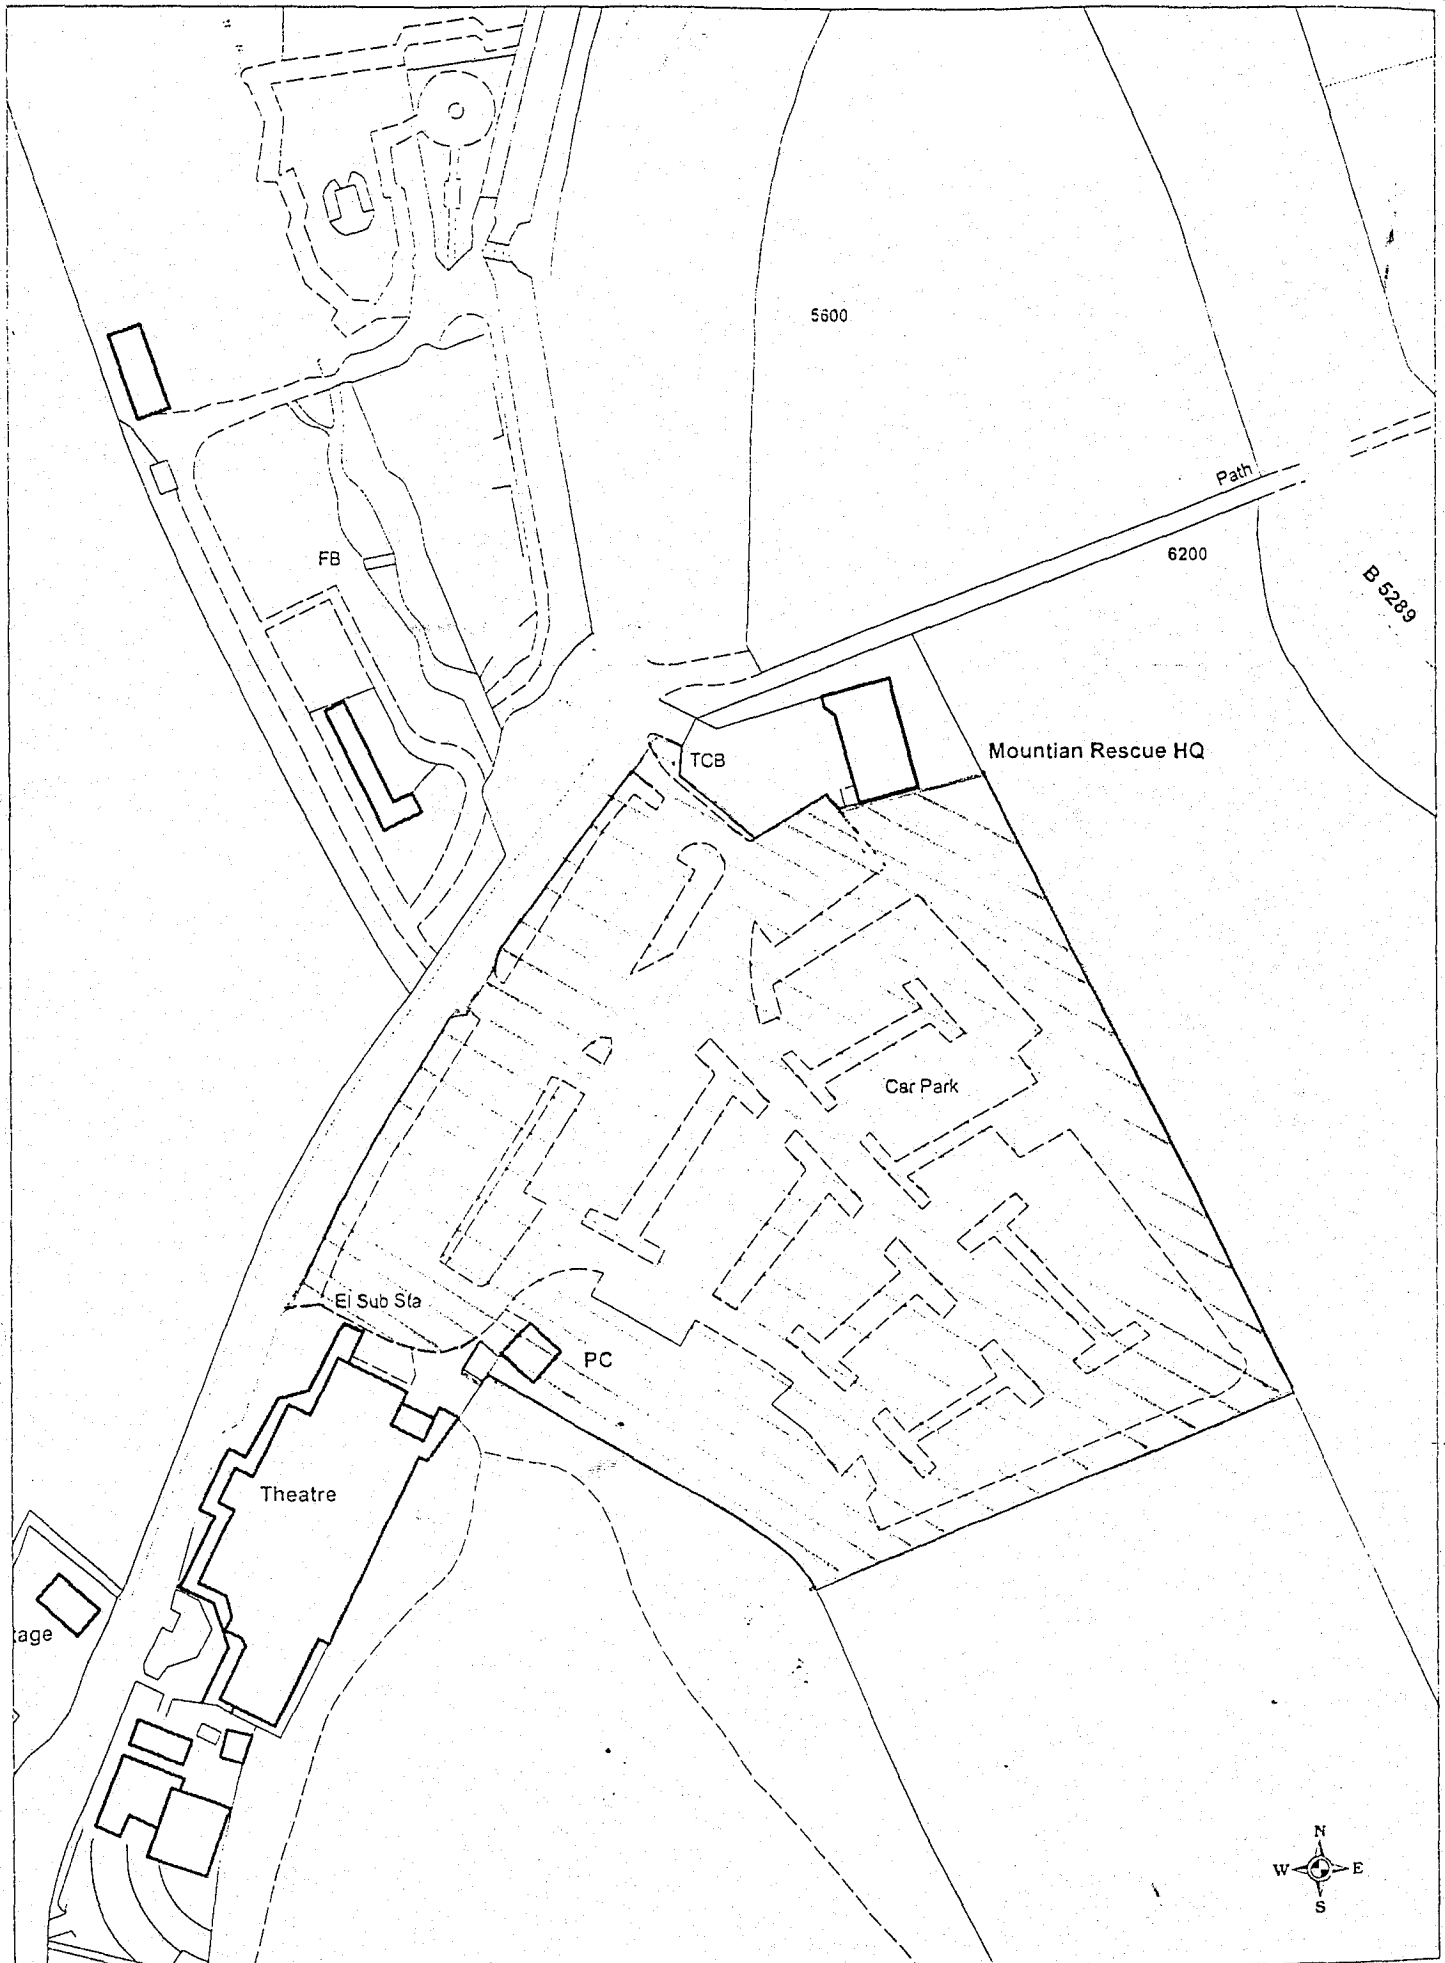 5600
Path
6200
FB
B 5289
TCB
Mountian Rescue HQ
Car Park
El Sub Sta
PC
Theatre
tage
N
W E
S